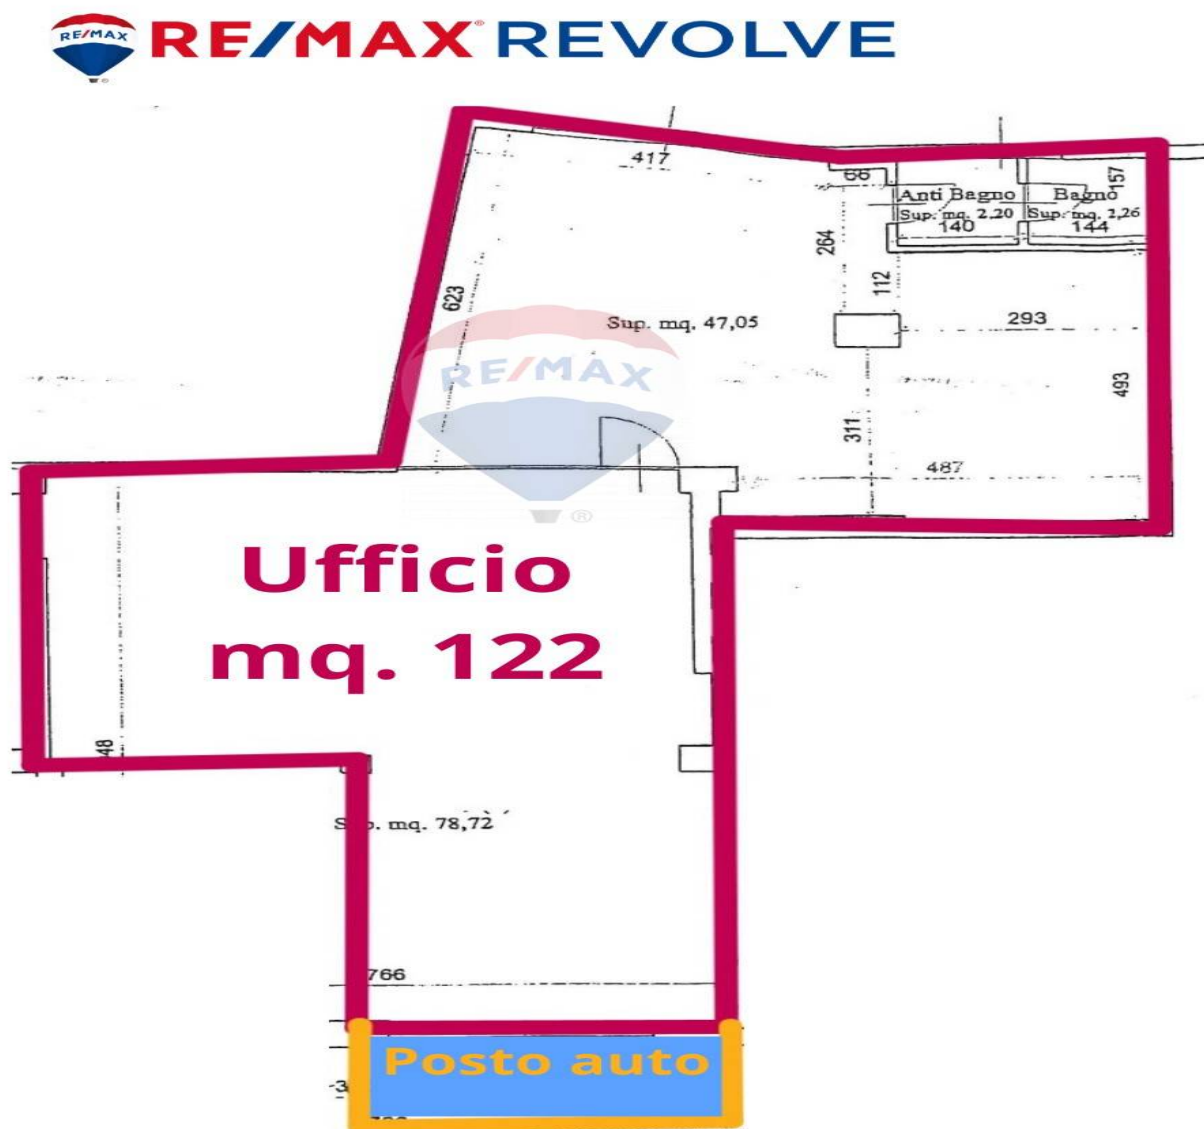 RE/MAX RE/MAX® REVOLVE
417
66
157
Anti Bagno Bagno
Sup. mq. 2,20 Sup. mq. 2,26
140 144
264
112
623
Sup. mq. 47,05
293
RE/MAX
493
311
487
®
Ufficio
mq. 122
48
mq. 78,72
766
Posto auto